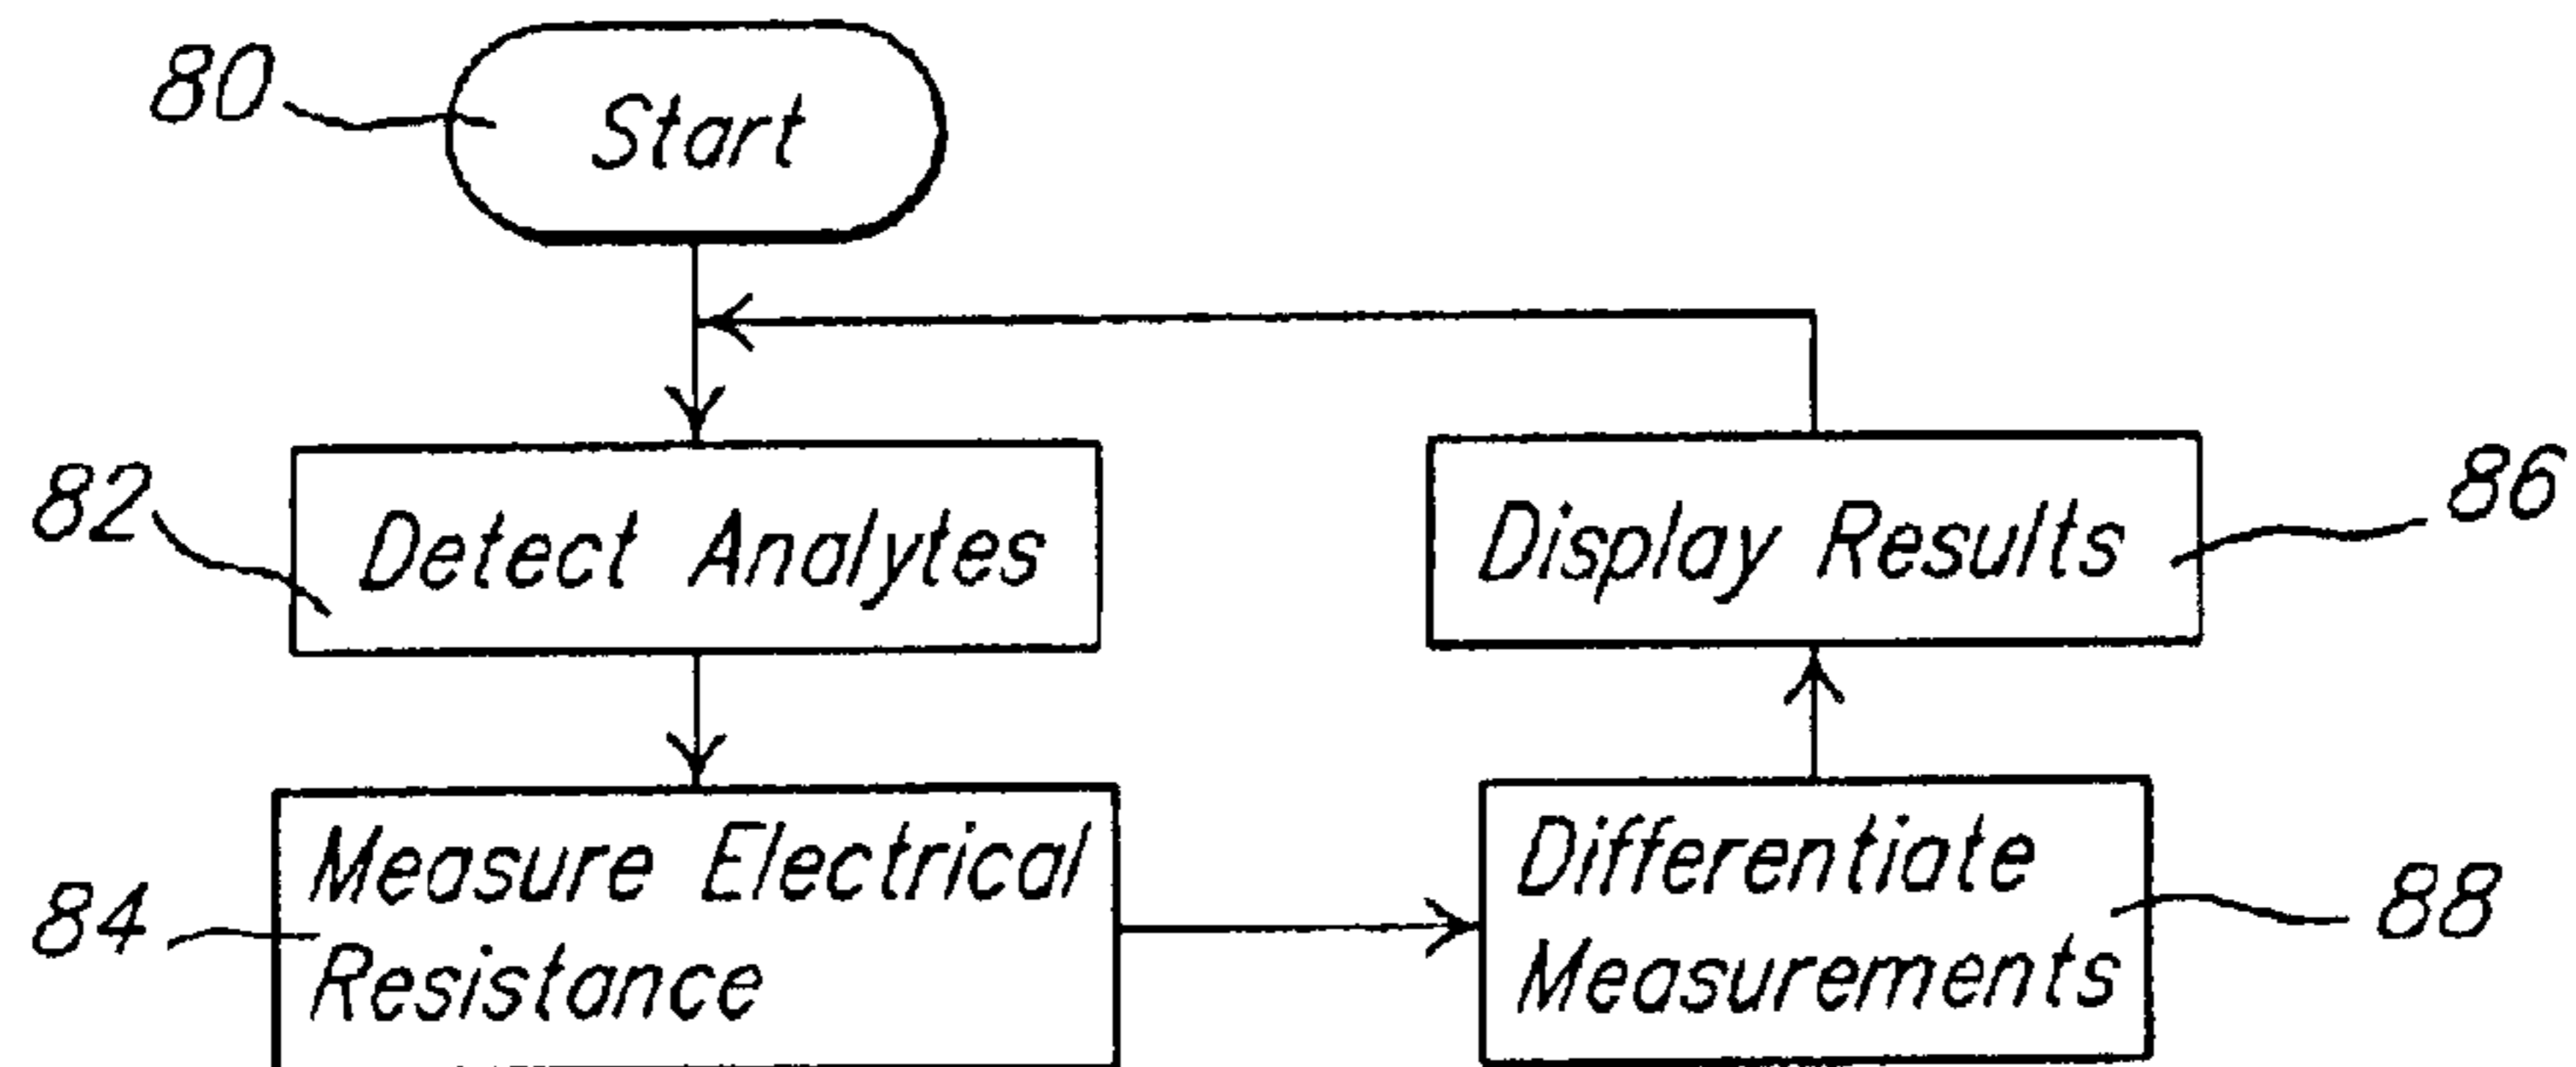 80
Start
82
Detect Analytes
Display Results
86
84
Measure Electrical
Resistance
Differentiate
Measurements
88